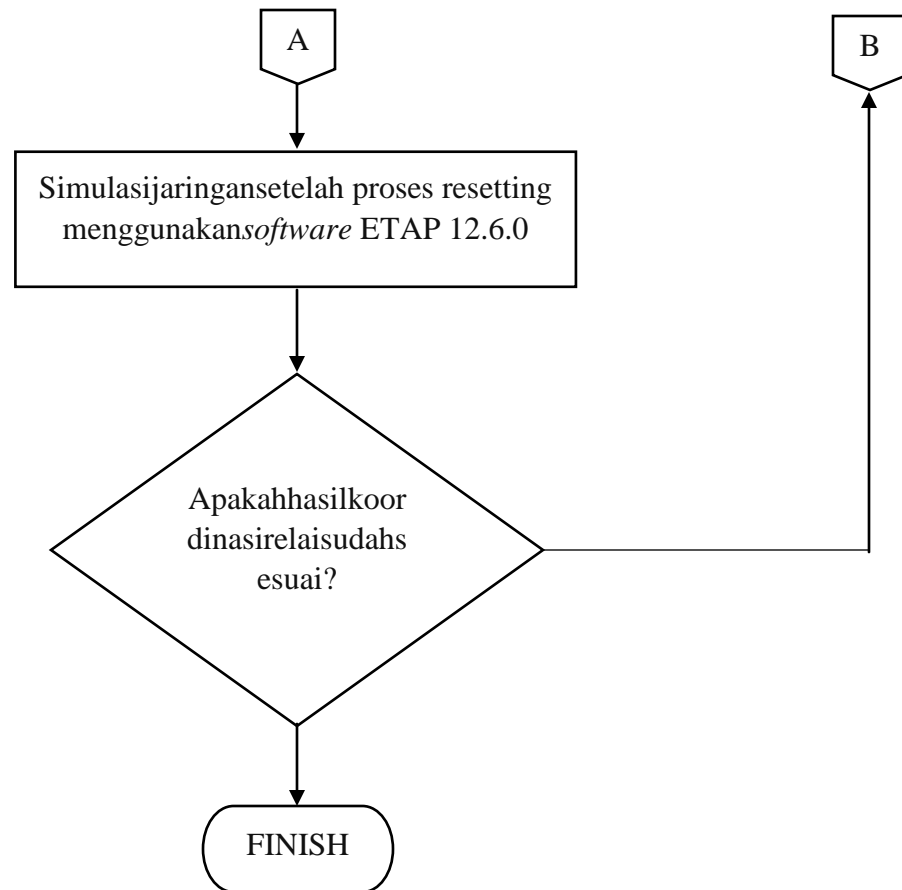 A
B
Simulasijaringansetelah proses resetting
menggunakansoftware ETAP 12.6.0
Apakahhasilkoor
dinasirelaisudahs
esuai?
FINISH